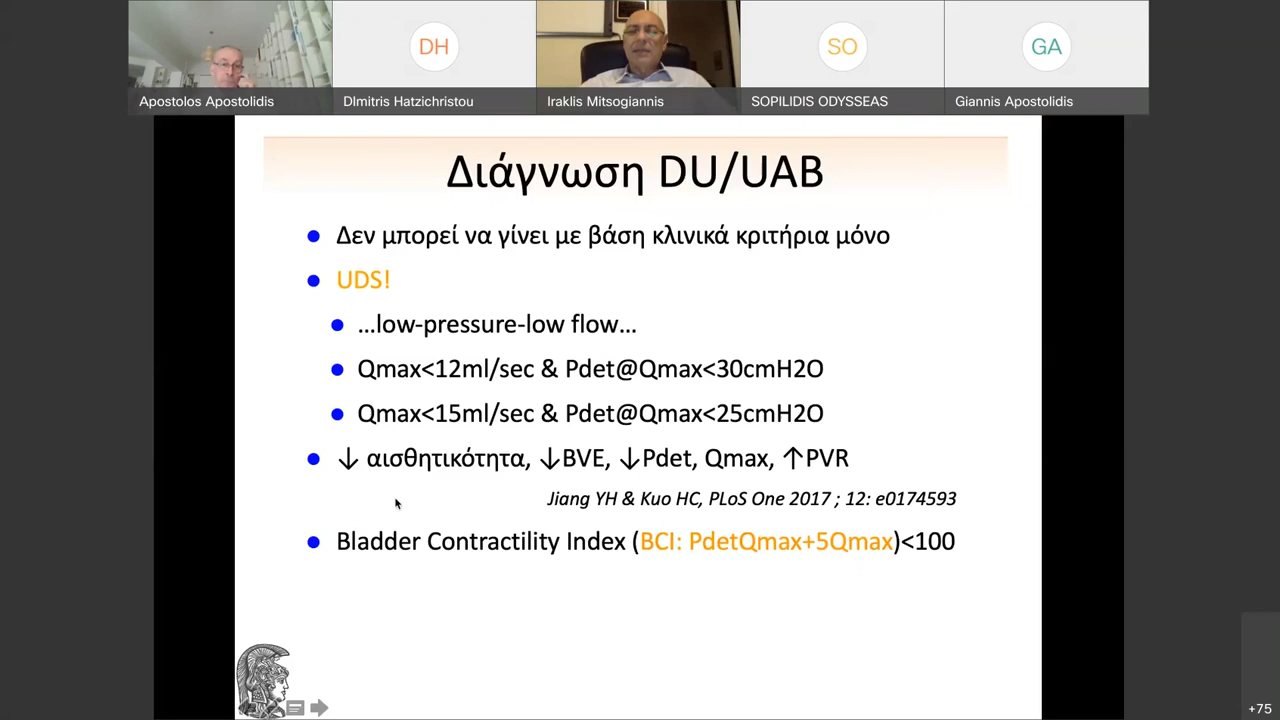 DH
SO
GA
Apostolos Apostolidis
DImitris Hatzichristou
Iraklis Mitsogiannis
SOPILIDIS ODYSSEAS
Giannis Apostolidis
Διάγνωση DU/UAB
Δεν μπορεί να γίνει με βάση κλινικά κριτήρια μόνο
UDS!
...low-pressure-low flow...
Qmax<12ml/sec & Pdet@Qmax<30cmH2O
Qmax<15ml/sec & Pdet@Qmax<25cmH2O
↓ αισθητικότητα, ↓BVE, ↓Pdet, Qmax, ↑PVR
Jiang YH & Kuo HC, PLoS One 2017 ; 12: e0174593
Bladder Contractility Index (BCI: PdetQmax+5Qmax)<100
+75